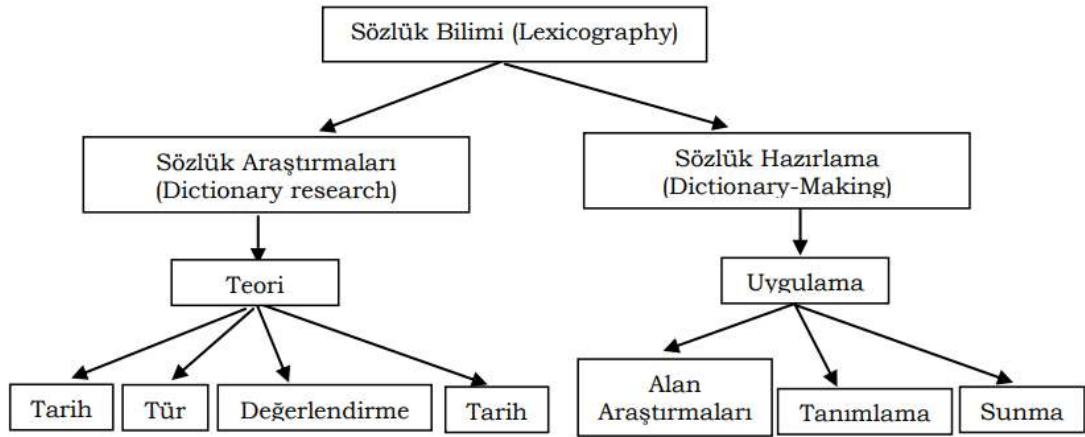 Sözlük Bilimi (Lexicography)
Sözlük Araştırmaları
(Dictionary research)
Sözlük Hazırlama
(Dictionary-Making)
Teori
Uygulama
Tarih
Tür
Değerlendirme
Tarih
Alan
Araştırmaları
Tanımlama
Sunma